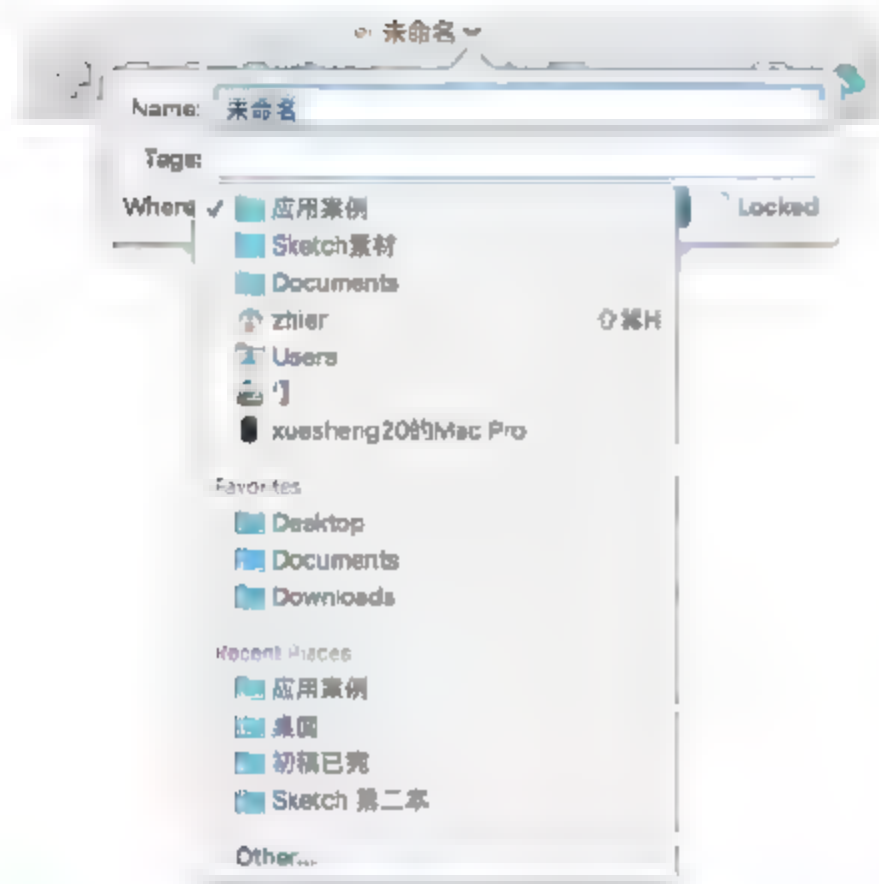 未命名
Name: 未命名
Tags:
Where ✓ 应用案例
Locked
Sketch素材
Documents
zhier ⇧⌘H
Users
xuesheng20的Mac Pro
Favorites
Desktop
Documents
Downloads
Recent Places
应用案例
桌面
初稿已完
Sketch 第二本
Other...